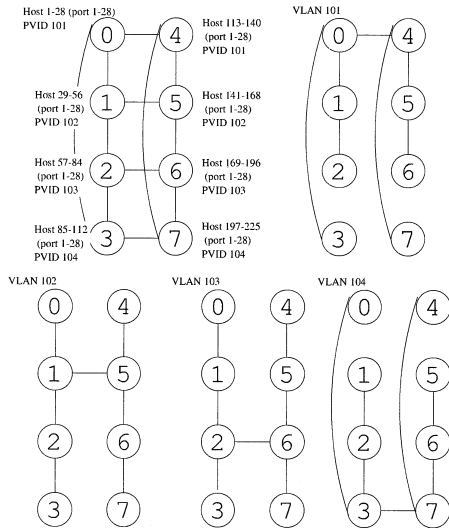 Host 1-28 (port 1-28)
PVID 101
0
4
Host 113-140
(port 1-28)
PVID 101
Host 29-56
(port 1-28)
PVID 102
1
5
Host 141-168
(port 1-28)
PVID 102
Host 57-84
(port 1-28)
PVID 103
2
6
Host 169-196
(port 1-28)
PVID 103
Host 85-112
(port 1-28)
PVID 104
3
7
Host 197-225
(port 1-28)
PVID 104
VLAN 101
0
4
1
5
2
6
3
7
VLAN 102
0
4
1
5
2
6
3
7
VLAN 103
0
4
1
5
2
6
3
7
VLAN 104
0
4
1
5
2
6
3
7